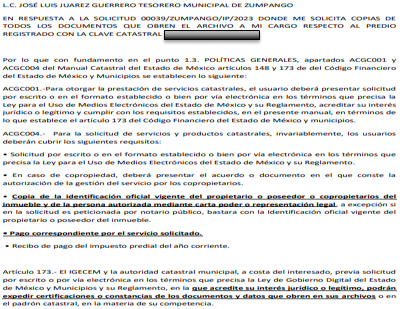 L.C. JOSÉ LUIS JUAREZ GUERRERO TESORERO MUNICIPAL DE ZUMPANGO
EN RESPUESTA A LA SOLICITUD 00039/ZUMPANGO/IP/2023 DONDE ME SOLICITA COPIAS DE
TODOS LOS DOCUMENTOS QUE OBREN EL ARCHIVO A MI CARGO RESPECTO AL PREDIO
REGISTRADO CON LA CLAVE CATASTRAL
Por lo que con fundamento en el punto 1.3. POLÍTICAS GENERALES, apartados ACGC001 y
ACGC004 del Manual Catastral del Estado de México artículos 148 y 173 de del Código Financiero
del Estado de México y Municipios se establecen lo siguiente:
ACGC001.-Para otorgar la prestación de servicios catastrales, el usuario deberá presentar solicitud
por escrito o en el formato establecido o bien por vía electrónica en los términos que precisa la
Ley para el Uso de Medios Electrónicos del Estado de México y su Reglamento, acreditar su interés
jurídico o legítimo y cumplir con los requisitos establecidos, en el presente manual, en términos de
lo que establece el artículo 173 del Código Financiero del Estado de México y municipios.
ACGC004.- Para la solicitud de servicios y productos catastrales, invariablemente, los usuarios
deberán cubrir los siguientes requisitos:
• Solicitud por escrito o en el formato establecido o bien por vía electrónica en los términos que
precisa la Ley para el Uso de Medios Electrónicos del Estado de México y su Reglamento.
• En caso de copropiedad, deberá presentar el acuerdo o documento en el que conste la
autorización de la gestión del servicio por los copropietarios.
• Copia de la identificación oficial vigente del propietario o poseedor o copropietarios del
inmueble y de la persona autorizada mediante carta poder o representación legal, a excepción si
en la solicitud es peticionada por notario público, bastara con la Identificación oficial vigente del
propietario o poseedor del inmueble.
• Pago correspondiente por el servicio solicitado.
• Recibo de pago del impuesto predial del año corriente.
Artículo 173.- El IGECEM y la autoridad catastral municipal, a costa del interesado, previa solicitud
por escrito o por vía electrónica en los términos que precisa la Ley de Gobierno Digital del Estado
de México y Municipios y su Reglamento, en la que acredite su interés jurídico o legítimo, podrán
expedir certificaciones o constancias de los documentos y datos que obren en sus archivos o en
el padrón catastral, en la materia de su competencia.